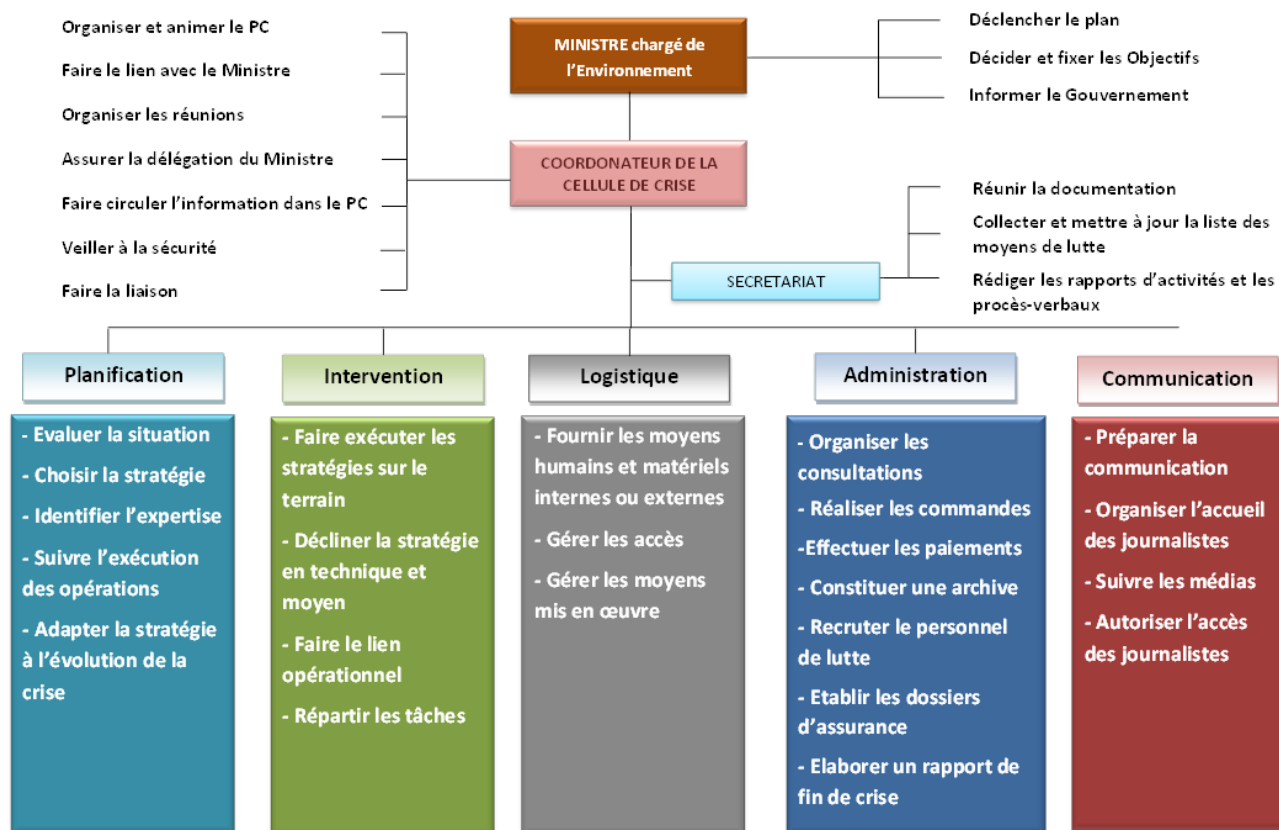 Organiser et animer le PC
Faire le lien avec le Ministre
Organiser les réunions
Assurer la délégation du Ministre
Faire circuler l'information dans le PC
Veiller à la sécurité
Faire la liaison
MINISTRE chargé de
l'Environnement
Déclencher le plan
Décider et fixer les Objectifs
Informer le Gouvernement
COORDONATEUR DE LA
CELLULE DE CRISE
SECRETARIAT
Réunir la documentation
Collecter et mettre à jour la liste des
moyens de lutte
Rédiger les rapports d'activités et les
procès-verbaux
Planification
- Evaluer la situation
- Choisir la stratégie
- Identifier l'expertise
- Suivre l'exécution
des opérations
- Adapter la stratégie
à l'évolution de la
crise
Intervention
- Faire exécuter les
stratégies sur le
terrain
- Décliner la stratégie
en technique et
moyen
- Faire le lien
opérationnel
- Répartir les tâches
Logistique
- Fournir les moyens
humains et matériels
internes ou externes
- Gérer les accès
- Gérer les moyens
mis en œuvre
Administration
- Organiser les
consultations
- Réaliser les commandes
-Effectuer les paiements
- Constituer une archive
- Recruter le personnel
de lutte
- Etablir les dossiers
d'assurance
- Elaborer un rapport de
fin de crise
Communication
- Préparer la
communication
- Organiser l'accueil
des journalistes
- Suivre les médias
- Autoriser l'accès
des journalistes